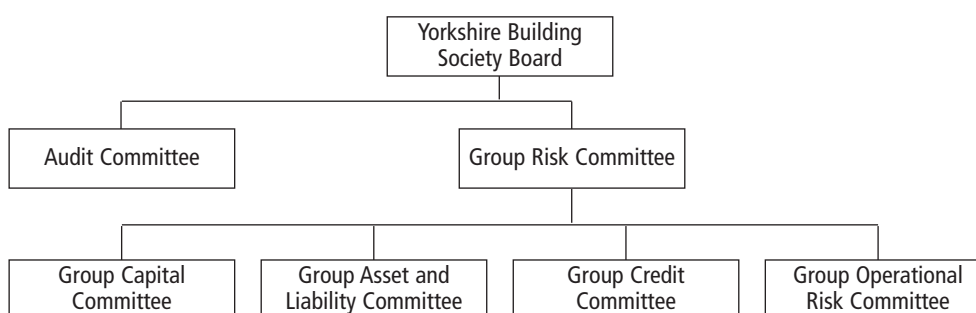 Yorkshire Building
Society Board
Audit Committee
Group Risk Committee
Group Capital
Committee
Group Asset and
Liability Committee
Group Credit
Committee
Group Operational
Risk Committee